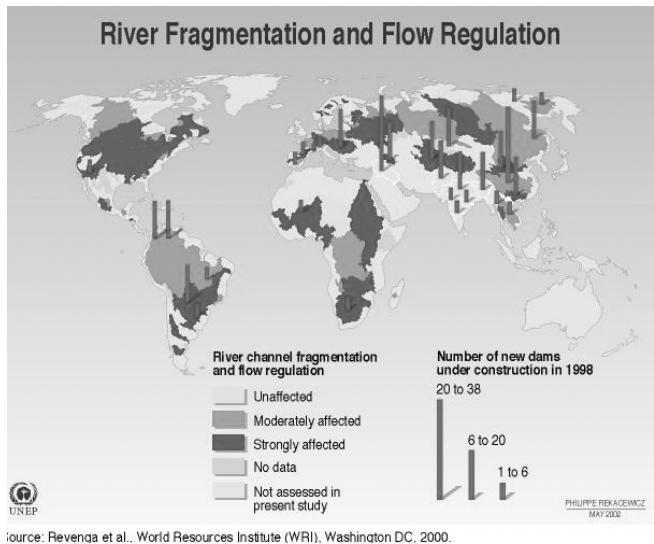 River Fragmentation and Flow Regulation
River channel fragmentation
and flow regulation
Unaffected
Moderately affected
Strongly affected
No data
Not assessed in
present study
Number of new dams
under construction in 1998
20 to 38
6 to 20
1 to 6
UNEP
PHILIPPE REKACEWICZ
MAY 2002
Source: Revenga et al., World Resources Institute (WRI), Washington DC, 2000.